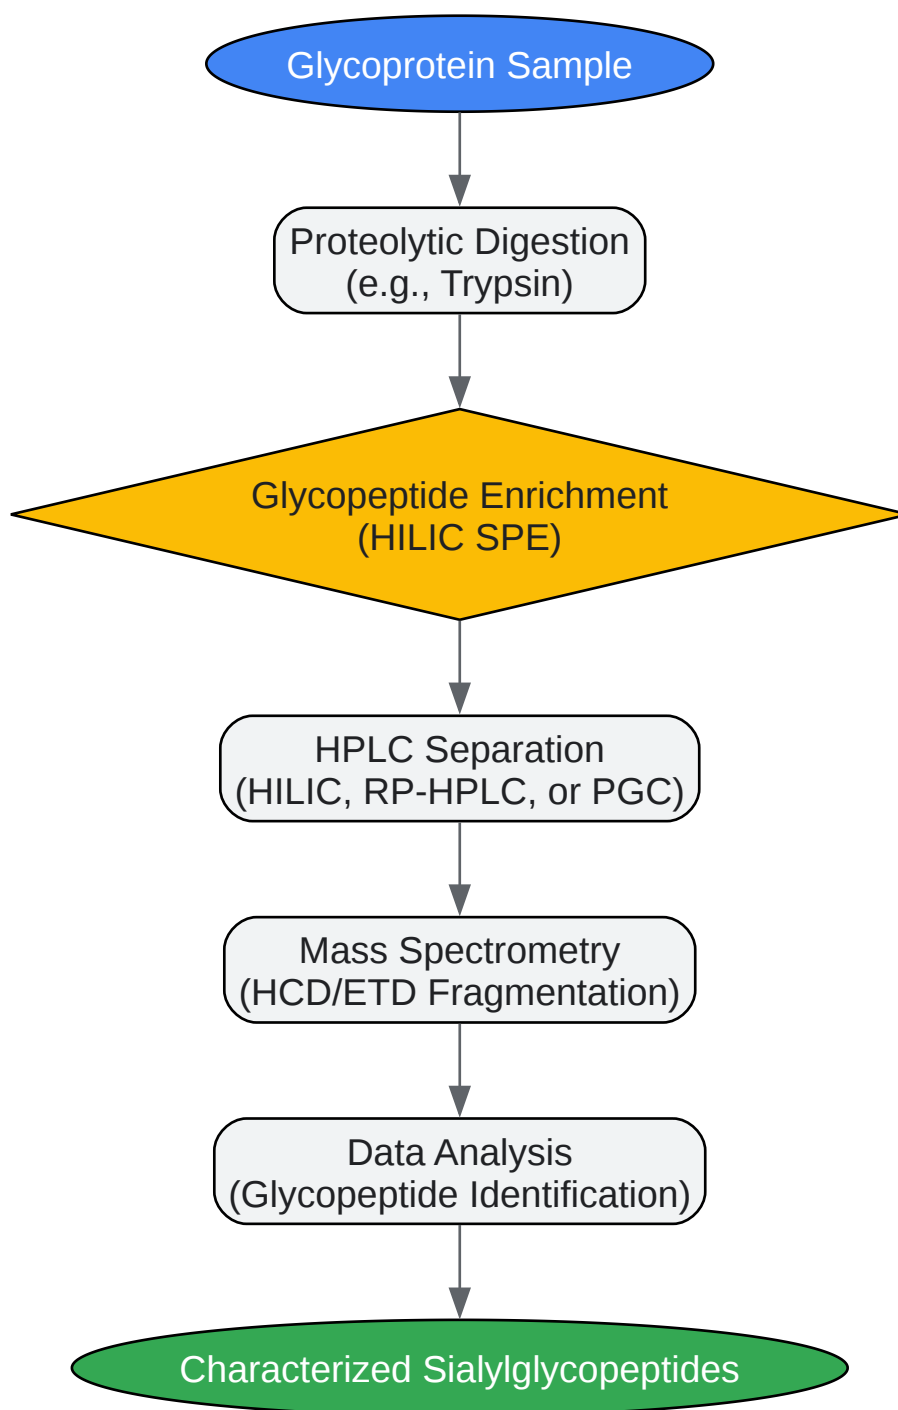 Glycoprotein Sample
Proteolytic Digestion
(e.g., Trypsin)
Glycopeptide Enrichment
(HILIC SPE)
HPLC Separation
(HILIC, RP-HPLC, or PGC)
Mass Spectrometry
(HCD/ETD Fragmentation)
Data Analysis
(Glycopeptide Identification)
Characterized Sialylglycopeptides